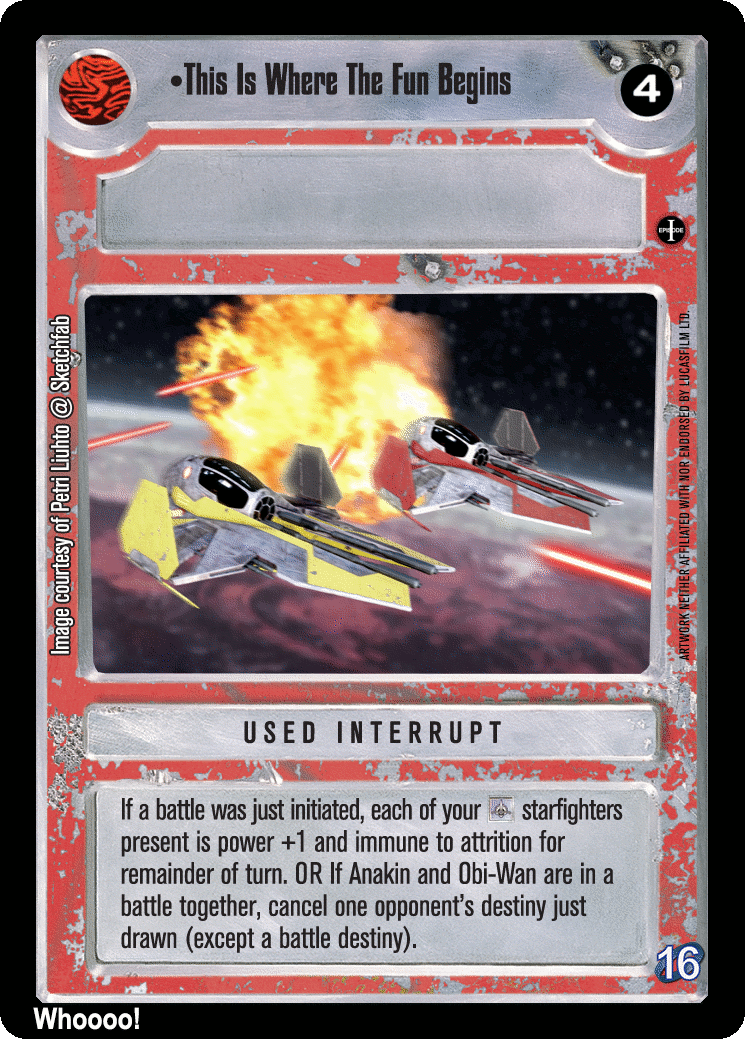 •This Is Where The Fun Begins
4
EPISODE
I
Image courtesy of Petri Liuhto @ Sketchfab
ARTWORK NEITHER AFFILIATED WITH NOR ENDORSED BY LUCASFILM LTD.
USED INTERRUPT
If a battle was just initiated, each of your starfighters
present is power +1 and immune to attrition for
remainder of turn. OR If Anakin and Obi-Wan are in a
battle together, cancel one opponent's destiny just
drawn (except a battle destiny).
16
Whoooo!